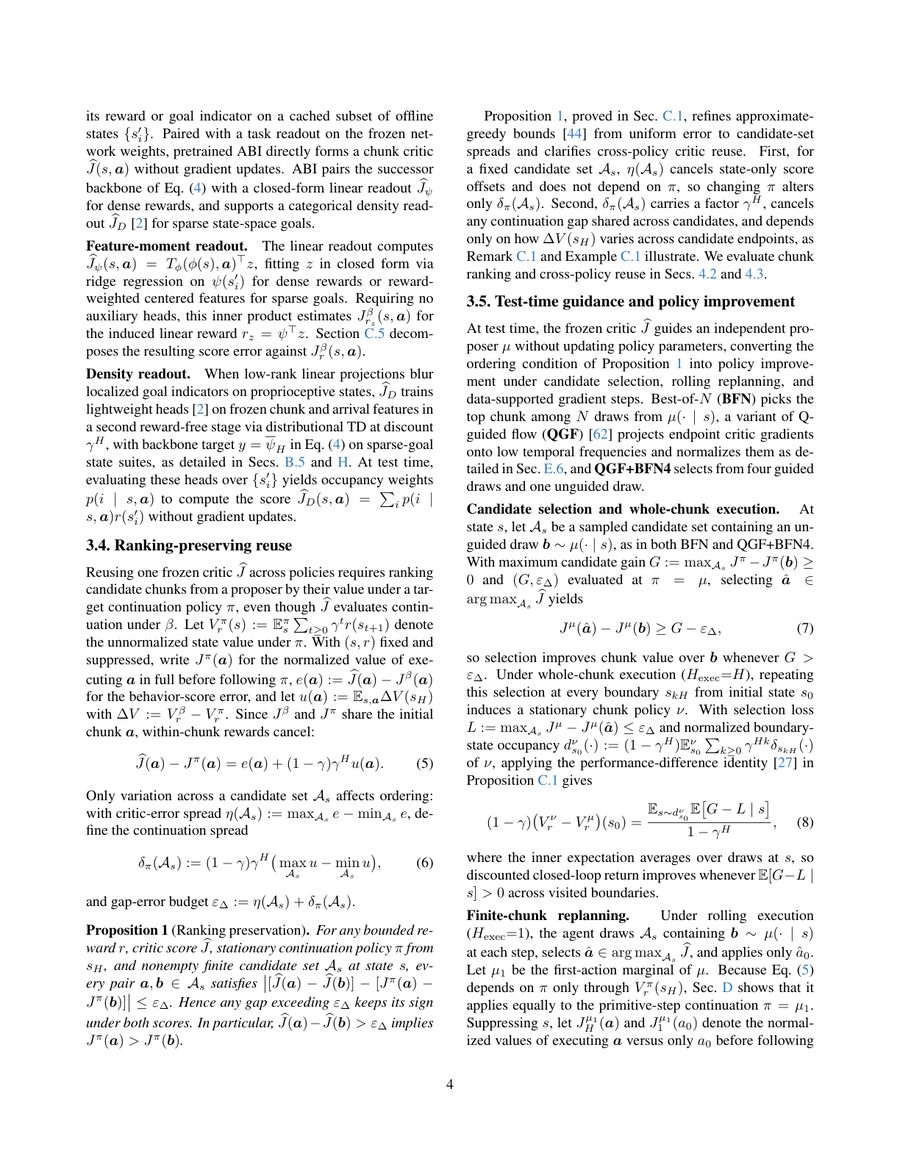 its reward or goal indicator on a cached subset of offline
states {s′ᵢ}. Paired with a task readout on the frozen net-
work weights, pretrained ABI directly forms a chunk critic
Ĵ(s, a) without gradient updates. ABI pairs the successor
backbone of Eq. (4) with a closed-form linear readout Ĵ_ψ
for dense rewards, and supports a categorical density read-
out Ĵ_D [2] for sparse state-space goals.
Feature-moment readout. The linear readout computes
Ĵ_ψ(s, a) = T_ϕ(ϕ(s), a)^⊤ z, fitting z in closed form via
ridge regression on ψ(s′ᵢ) for dense rewards or reward-
weighted centered features for sparse goals. Requiring no
auxiliary heads, this inner product estimates J^β_{r_z}(s, a) for
the induced linear reward r_z = ψ^⊤ z. Section C.5 decom-
poses the resulting score error against J^β_r(s, a).
Density readout. When low-rank linear projections blur
localized goal indicators on proprioceptive states, Ĵ_D trains
lightweight heads [2] on frozen chunk and arrival features in
a second reward-free stage via distributional TD at discount
γ^H, with backbone target y = ψ̅_H in Eq. (4) on sparse-goal
state suites, as detailed in Secs. B.5 and H. At test time,
evaluating these heads over {s′ᵢ} yields occupancy weights
p(i | s, a) to compute the score Ĵ_D(s, a) = ∑_i p(i |
s, a)r(s′ᵢ) without gradient updates.
3.4. Ranking-preserving reuse
Reusing one frozen critic Ĵ across policies requires ranking
candidate chunks from a proposer by their value under a tar-
get continuation policy π, even though Ĵ evaluates contin-
uation under β. Let V^π_r(s) := E^π_s ∑_{t≥0} γ^t r(s_{t+1}) denote
the unnormalized state value under π. With (s, r) fixed and
suppressed, write J^π(a) for the normalized value of exe-
cuting a in full before following π, e(a) := Ĵ(a) − J^β(a)
for the behavior-score error, and let u(a) := E_{s,a}ΔV(s_H)
with ΔV := V^β_r − V^π_r. Since J^β and J^π share the initial
chunk a, within-chunk rewards cancel:
Ĵ(a) − J^π(a) = e(a) + (1 − γ)γ^H u(a). (5)
Only variation across a candidate set A_s affects ordering:
with critic-error spread η(A_s) := max_{A_s} e − min_{A_s} e, de-
fine the continuation spread
δ_π(A_s) := (1 − γ)γ^H (max_{A_s} u − min_{A_s} u), (6)
and gap-error budget ε_Δ := η(A_s) + δ_π(A_s).
Proposition 1 (Ranking preservation). For any bounded re-
ward r, critic score Ĵ, stationary continuation policy π from
s_H, and nonempty finite candidate set A_s at state s, ev-
ery pair a, b ∈ A_s satisfies |[Ĵ(a) − Ĵ(b)] − [J^π(a) −
J^π(b)]| ≤ ε_Δ. Hence any gap exceeding ε_Δ keeps its sign
under both scores. In particular, Ĵ(a) − Ĵ(b) > ε_Δ implies
J^π(a) > J^π(b).
Proposition 1, proved in Sec. C.1, refines approximate-
greedy bounds [44] from uniform error to candidate-set
spreads and clarifies cross-policy critic reuse. First, for
a fixed candidate set A_s, η(A_s) cancels state-only score
offsets and does not depend on π, so changing π alters
only δ_π(A_s). Second, δ_π(A_s) carries a factor γ^H, cancels
any continuation gap shared across candidates, and depends
only on how ΔV(s_H) varies across candidate endpoints, as
Remark C.1 and Example C.1 illustrate. We evaluate chunk
ranking and cross-policy reuse in Secs. 4.2 and 4.3.
3.5. Test-time guidance and policy improvement
At test time, the frozen critic Ĵ guides an independent pro-
poser μ without updating policy parameters, converting the
ordering condition of Proposition 1 into policy improve-
ment under candidate selection, rolling replanning, and
data-supported gradient steps. Best-of-N (BFN) picks the
top chunk among N draws from μ(· | s), a variant of Q-
guided flow (QGF) [62] projects endpoint critic gradients
onto low temporal frequencies and normalizes them as de-
tailed in Sec. E.6, and QGF+BFN4 selects from four guided
draws and one unguided draw.
Candidate selection and whole-chunk execution. At
state s, let A_s be a sampled candidate set containing an un-
guided draw b ∼ μ(· | s), as in both BFN and QGF+BFN4.
With maximum candidate gain G := max_{A_s} J^π − J^π(b) ≥
0 and (G, ε_Δ) evaluated at π = μ, selecting â ∈
arg max_{A_s} Ĵ yields
J^μ(â) − J^μ(b) ≥ G − ε_Δ, (7)
so selection improves chunk value over b whenever G >
ε_Δ. Under whole-chunk execution (H_exec=H), repeating
this selection at every boundary s_{kH} from initial state s_0
induces a stationary chunk policy ν. With selection loss
L := max_{A_s} J^μ − J^μ(â) ≤ ε_Δ and normalized boundary-
state occupancy d^ν_{s_0}(·) := (1 − γ^H)E^ν_{s_0} ∑_{k≥0} γ^{Hk} δ_{s_{kH}}(·)
of ν, applying the performance-difference identity [27] in
Proposition C.1 gives
(1 − γ)(V^ν_r − V^μ_r)(s_0) = E_{s∼d^ν_{s_0}} E[G − L | s] / (1 − γ^H), (8)
where the inner expectation averages over draws at s, so
discounted closed-loop return improves whenever E[G−L |
s] > 0 across visited boundaries.
Finite-chunk replanning. Under rolling execution
(H_exec=1), the agent draws A_s containing b ∼ μ(· | s)
at each step, selects â ∈ arg max_{A_s} Ĵ, and applies only â_0.
Let μ_1 be the first-action marginal of μ. Because Eq. (5)
depends on π only through V^π_r(s_H), Sec. D shows that it
applies equally to the primitive-step continuation π = μ_1.
Suppressing s, let J^{μ_1}_H(a) and J^{μ_1}_1(a_0) denote the normal-
ized values of executing a versus only a_0 before following
4